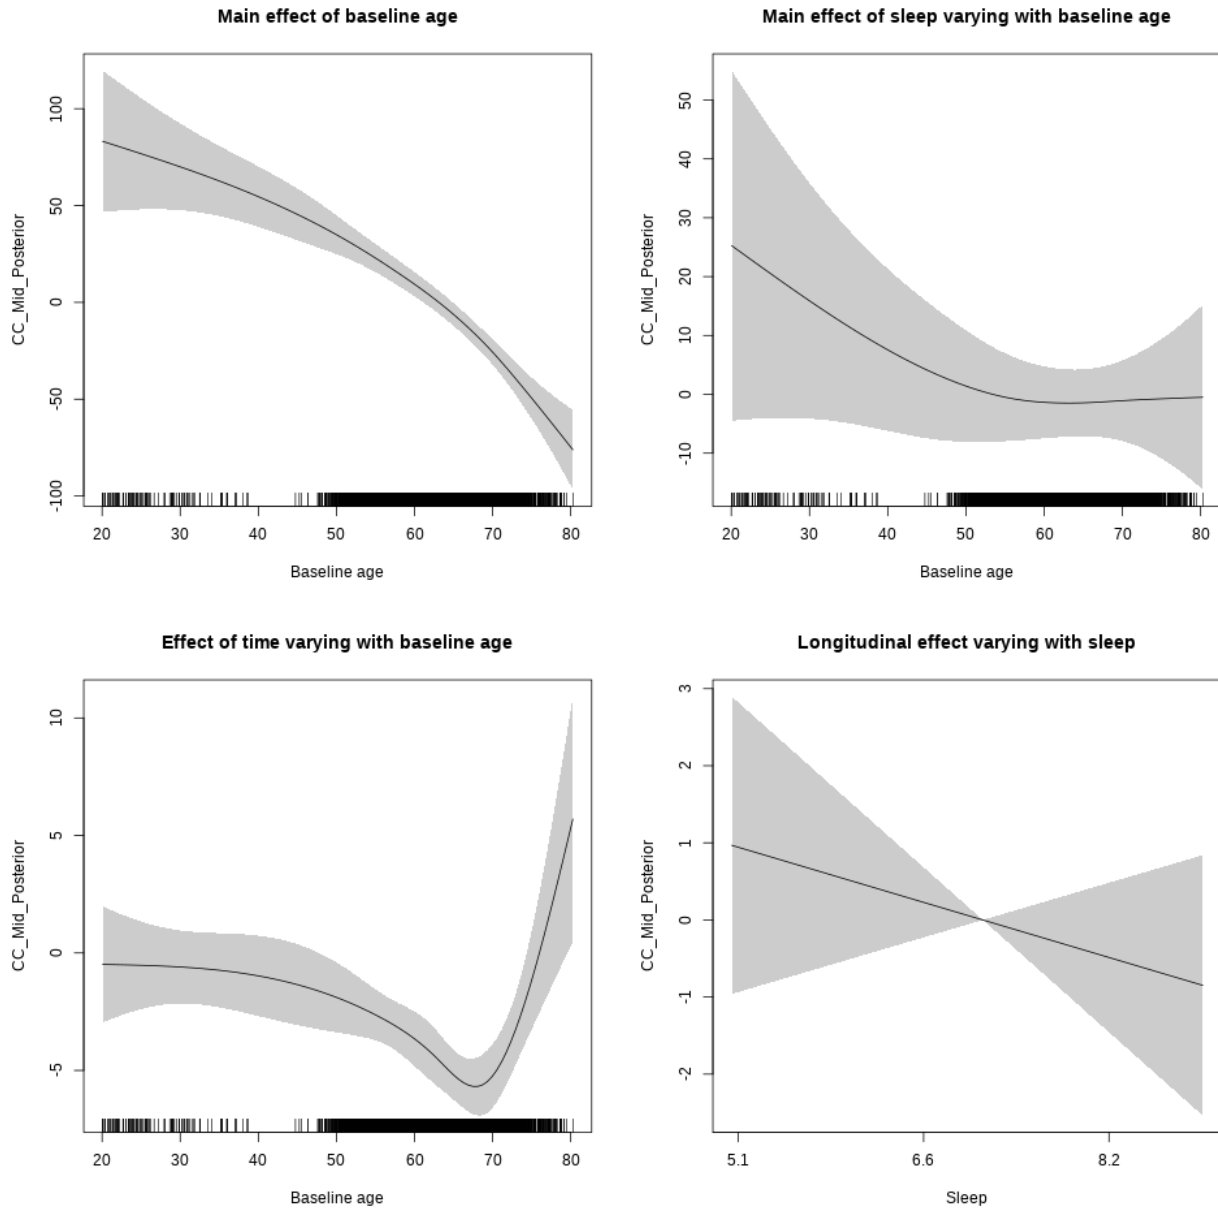 Main effect of baseline age
CC_Mid_Posterior
100
50
0
-50
-100
20 30 40 50 60 70 80
Baseline age
Main effect of sleep varying with baseline age
CC_Mid_Posterior
50
40
30
20
10
0
-10
20 30 40 50 60 70 80
Baseline age
Effect of time varying with baseline age
CC_Mid_Posterior
10
5
0
-5
20 30 40 50 60 70 80
Baseline age
Longitudinal effect varying with sleep
CC_Mid_Posterior
3
2
1
0
-1
-2
5.1 6.6 8.2
Sleep